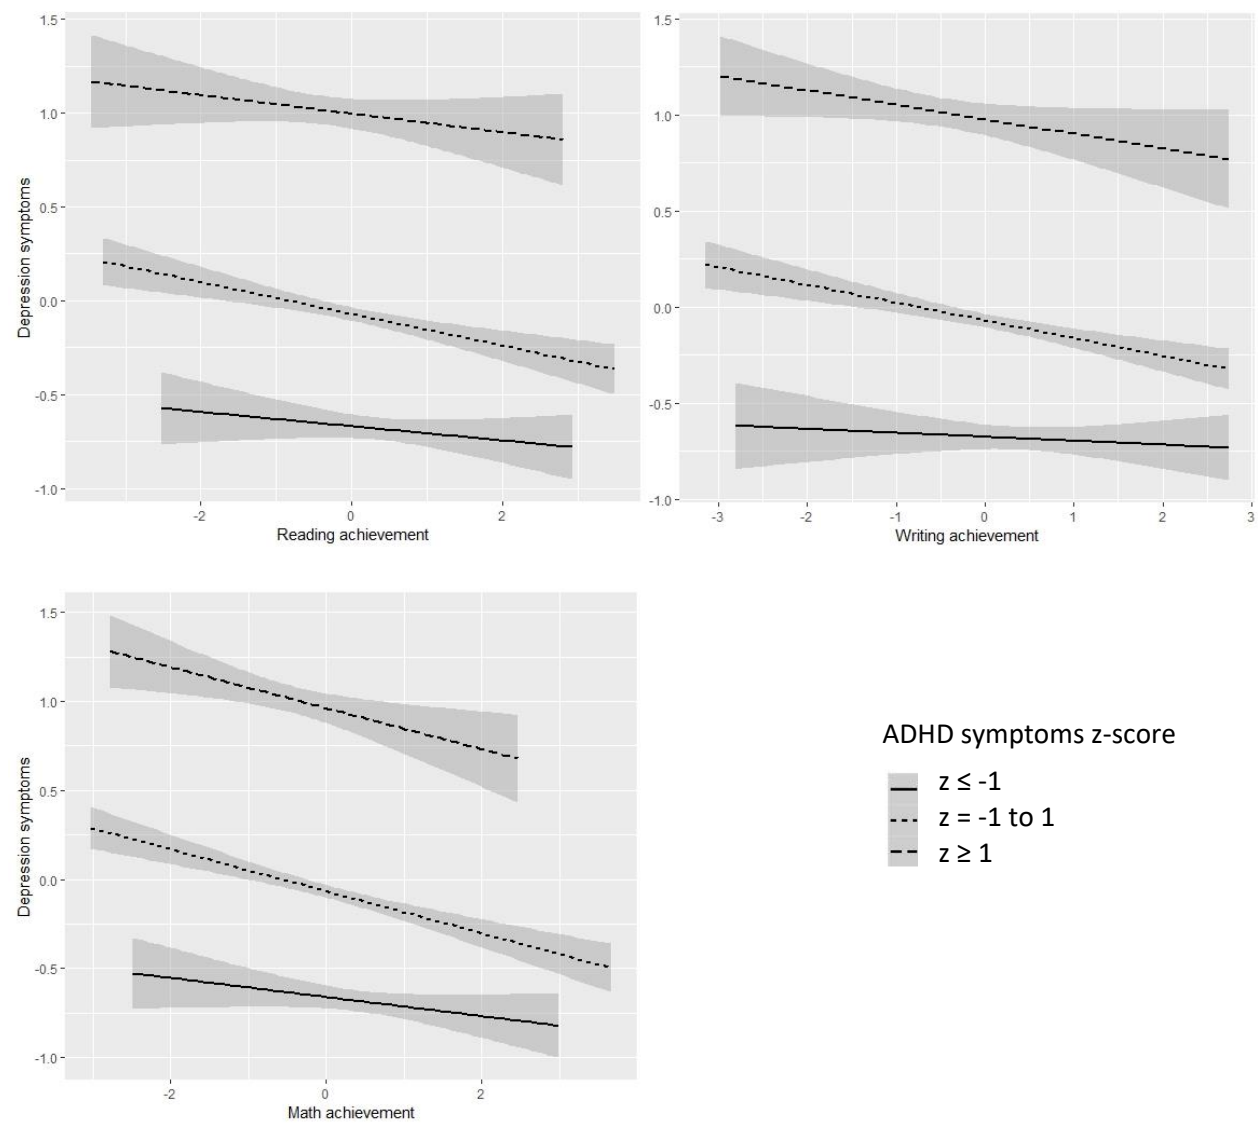 1.5
1.0
0.5
0.0
-0.5
-1.0
Depression symptoms
-2 0 2
Reading achievement
1.5
1.0
0.5
0.0
-0.5
-1.0
-3 -2 -1 0 1 2 3
Writing achievement
1.5
1.0
0.5
0.0
-0.5
-1.0
Depression symptoms
-2 0 2
Math achievement
ADHD symptoms z-score
z ≤ -1
z = -1 to 1
z ≥ 1